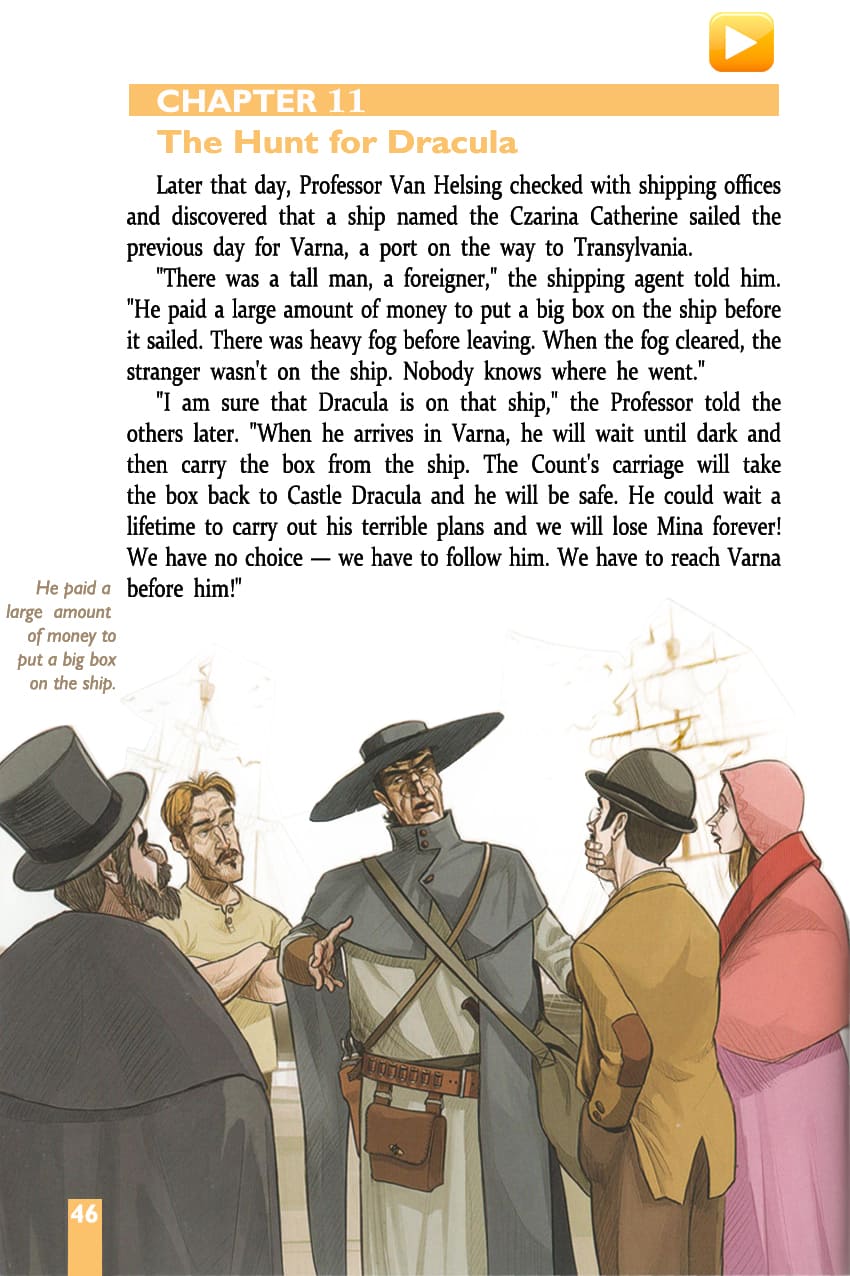 CHAPTER 11
The Hunt for Dracula
Later that day, Professor Van Helsing checked with shipping offices
and discovered that a ship named the Czarina Catherine sailed the
previous day for Varna, a port on the way to Transylvania.
"There was a tall man, a foreigner," the shipping agent told him.
"He paid a large amount of money to put a big box on the ship before
it sailed. There was heavy fog before leaving. When the fog cleared, the
stranger wasn't on the ship. Nobody knows where he went."
"I am sure that Dracula is on that ship," the Professor told the
others later. "When he arrives in Varna, he will wait until dark and
then carry the box from the ship. The Count's carriage will take
the box back to Castle Dracula and he will be safe. He could wait a
lifetime to carry out his terrible plans and we will lose Mina forever!
We have no choice — we have to follow him. We have to reach Varna
before him!"
He paid a
large amount
of money to
put a big box
on the ship.
46